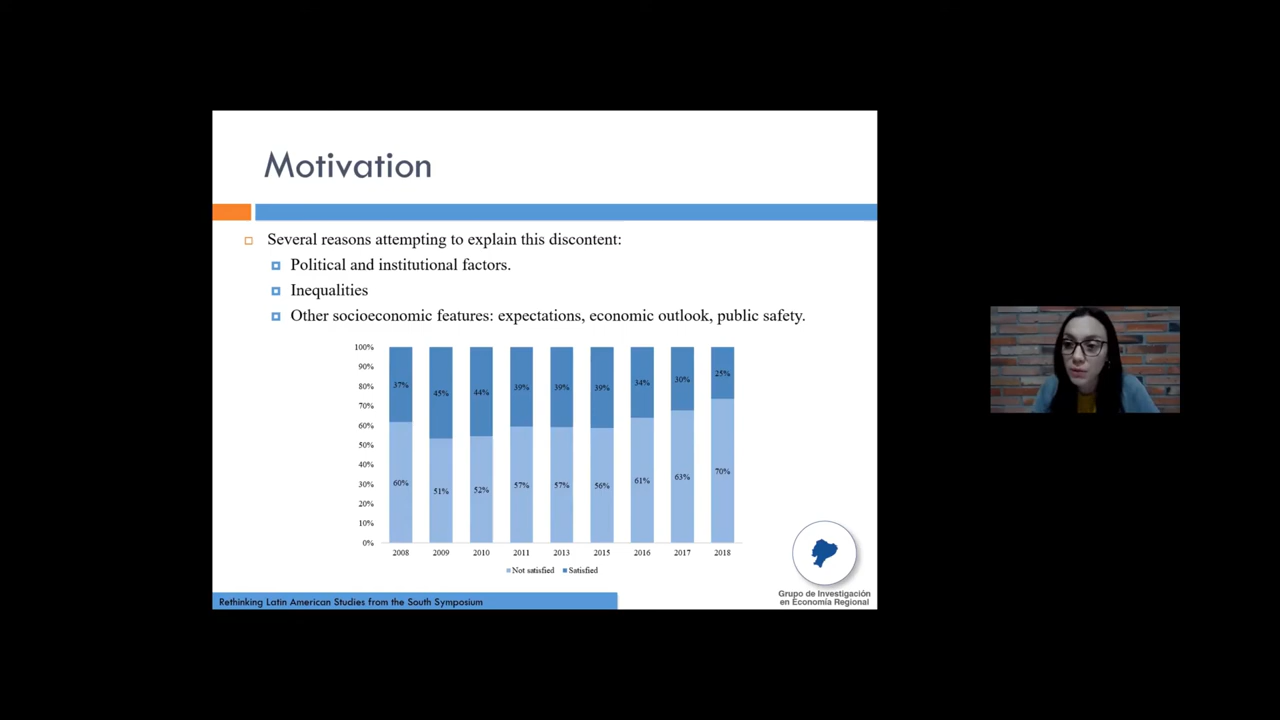 Motivation
Several reasons attempting to explain this discontent:
Political and institutional factors.
Inequalities
Other socioeconomic features: expectations, economic outlook, public safety.
100%
90%
80%
70%
60%
50%
40%
30%
20%
10%
0%
37% 45% 44% 39% 39% 39% 34% 30% 25%
60% 51% 52% 57% 57% 56% 61% 63% 70%
2008 2009 2010 2011 2013 2015 2016 2017 2018
Not satisfied Satisfied
Grupo de Investigación
en Economía Regional
Rethinking Latin American Studies from the South Symposium